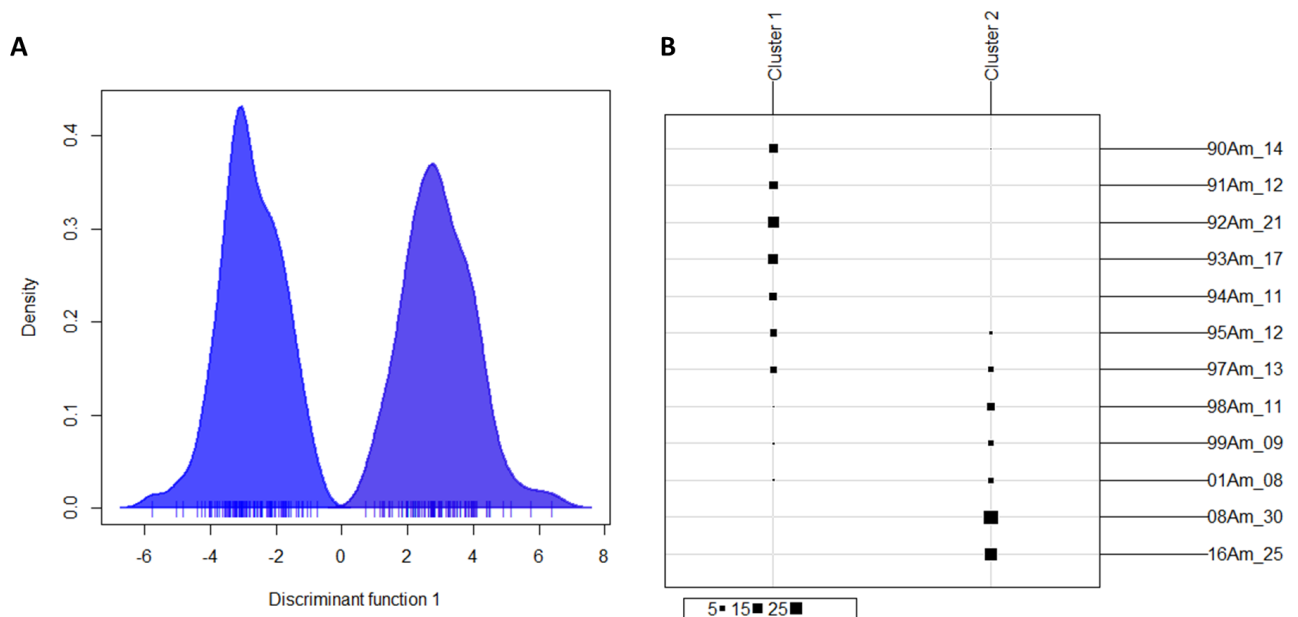 A
Density
0.0
0.1
0.2
0.3
0.4
-6 -4 -2 0 2 4 6 8
Discriminant function 1
B
Cluster 1
Cluster 2
90Am_14
91Am_12
92Am_21
93Am_17
94Am_11
95Am_12
97Am_13
98Am_11
99Am_09
01Am_08
08Am_30
16Am_25
5 15 25